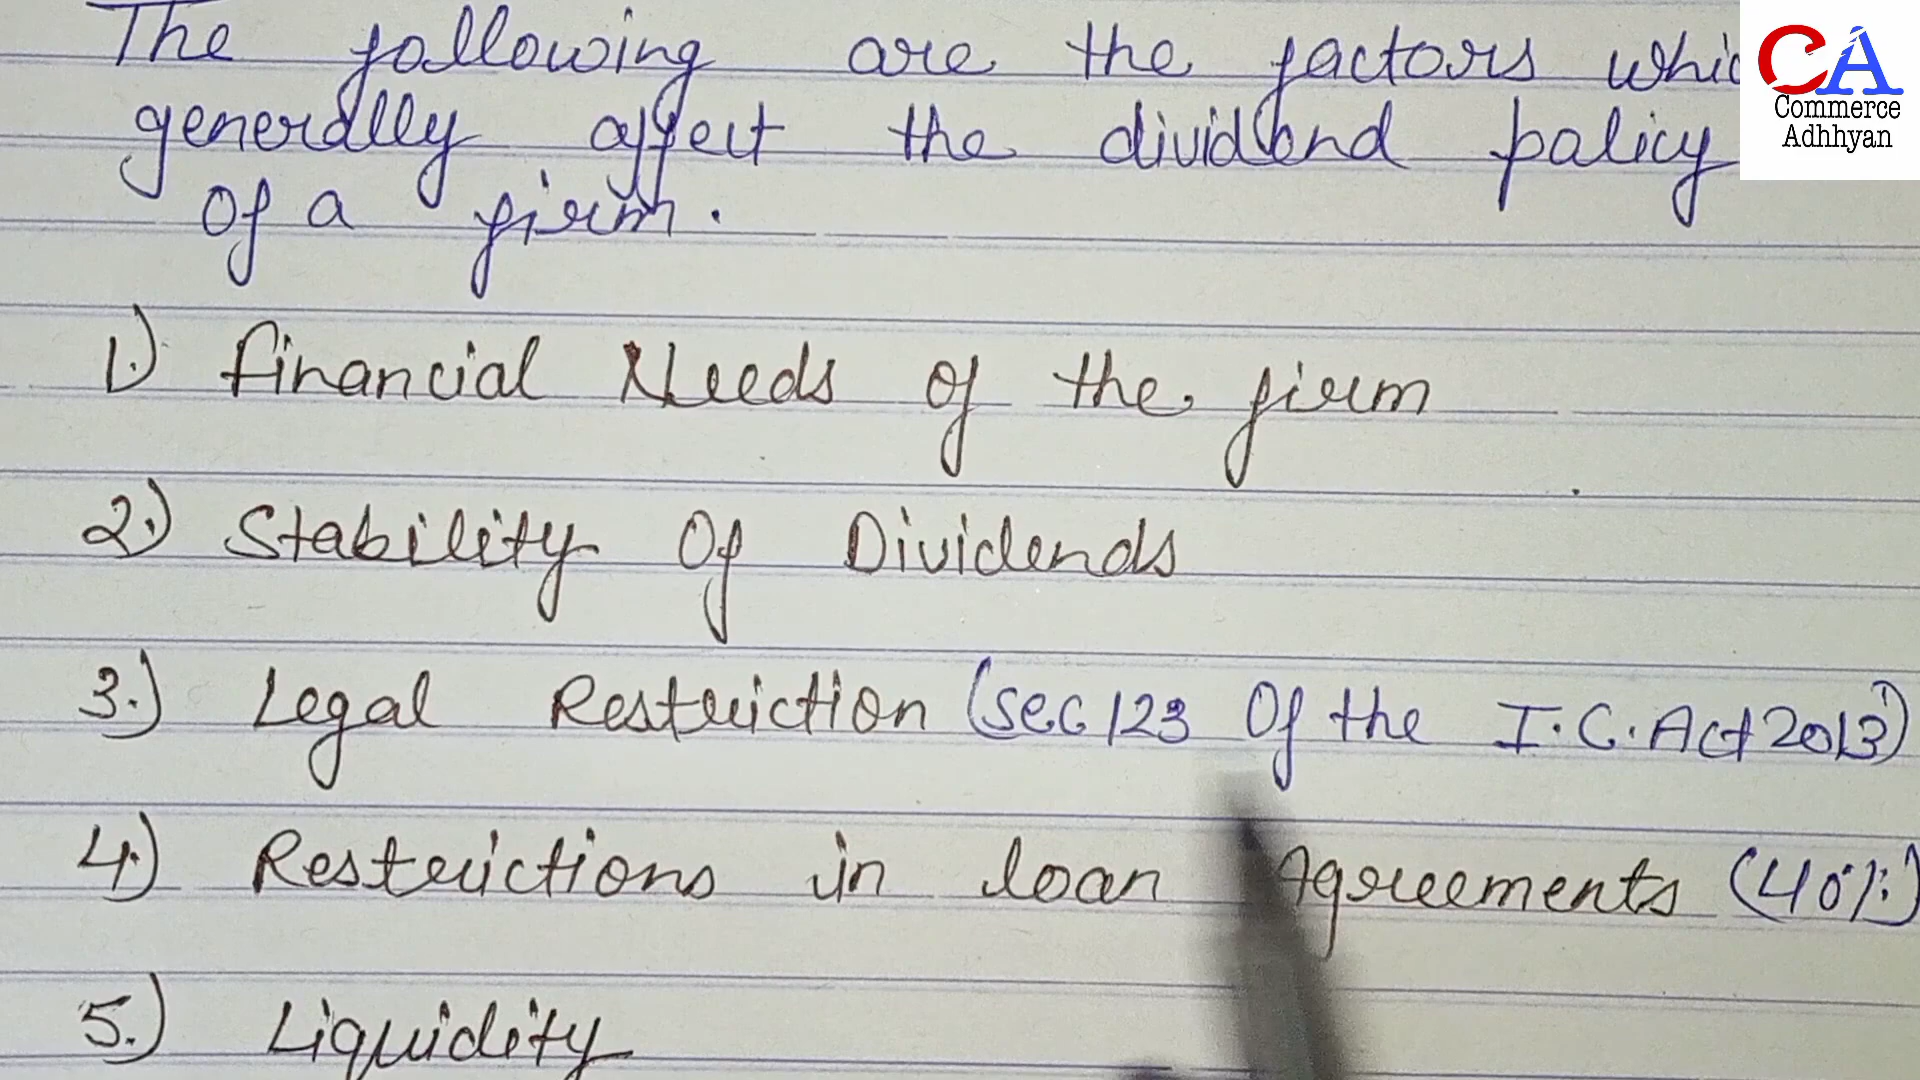 The following are the factors whic
generally affect the dividend policy
of a firm.
1.) Financial Needs of the firm
2.) Stability Of Dividends
3.) Legal Restriction (Sec 123 Of the I.C. Act 2013)
4.) Restrictions in loan Agreements (40%)
5.) Liquidity
CA
Commerce
Adhhyan